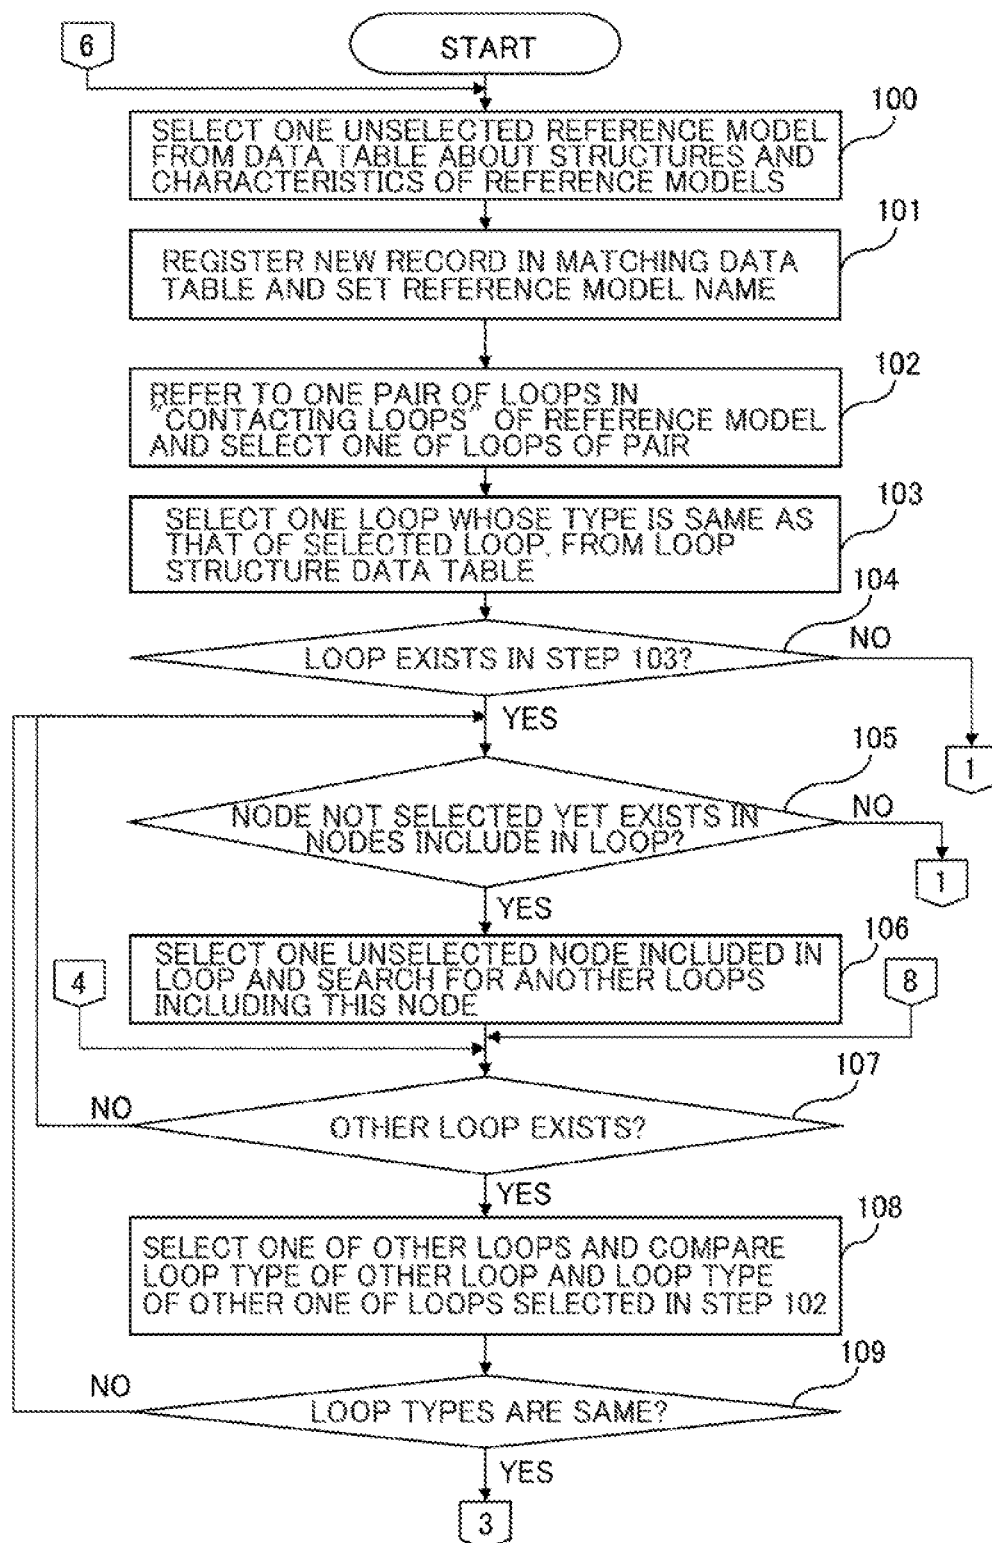 6
START
100
SELECT ONE UNSELECTED REFERENCE MODEL
FROM DATA TABLE ABOUT STRUCTURES AND
CHARACTERISTICS OF REFERENCE MODELS
101
REGISTER NEW RECORD IN MATCHING DATA
TABLE AND SET REFERENCE MODEL NAME
102
REFER TO ONE PAIR OF LOOPS IN
"CONTACTING LOOPS" OF REFERENCE MODEL
AND SELECT ONE OF LOOPS OF PAIR
103
SELECT ONE LOOP WHOSE TYPE IS SAME AS
THAT OF SELECTED LOOP, FROM LOOP
STRUCTURE DATA TABLE
104
LOOP EXISTS IN STEP 103?
NO
YES
1
105
NODE NOT SELECTED YET EXISTS IN
NODES INCLUDE IN LOOP?
NO
1
YES
106
SELECT ONE UNSELECTED NODE INCLUDED IN
LOOP AND SEARCH FOR ANOTHER LOOPS
INCLUDING THIS NODE
4
8
107
OTHER LOOP EXISTS?
NO
YES
108
SELECT ONE OF OTHER LOOPS AND COMPARE
LOOP TYPE OF OTHER LOOP AND LOOP TYPE
OF OTHER ONE OF LOOPS SELECTED IN STEP 102
109
LOOP TYPES ARE SAME?
NO
YES
3